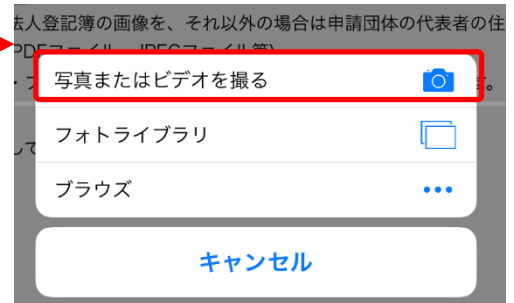 法人登記簿の画像を、それ以外の場合は申請団体の代表者の住
PDFファイル、JPEGファイル等)
写真またはビデオを撮る
フォトライブラリ
して
ブラウズ
キャンセル